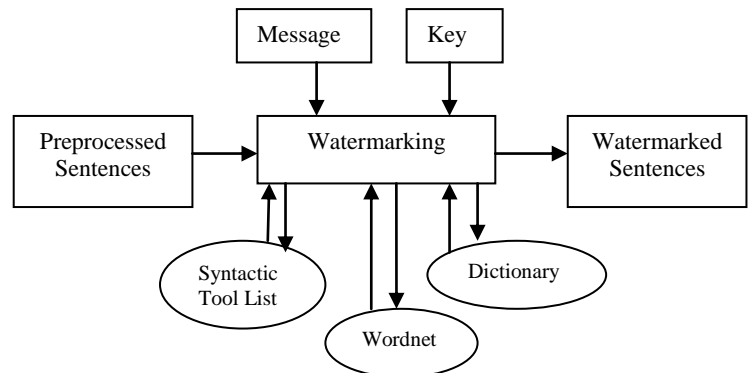 Message
Key
Preprocessed
Sentences
Watermarking
Watermarked
Sentences
Syntactic
Tool List
Dictionary
Wordnet